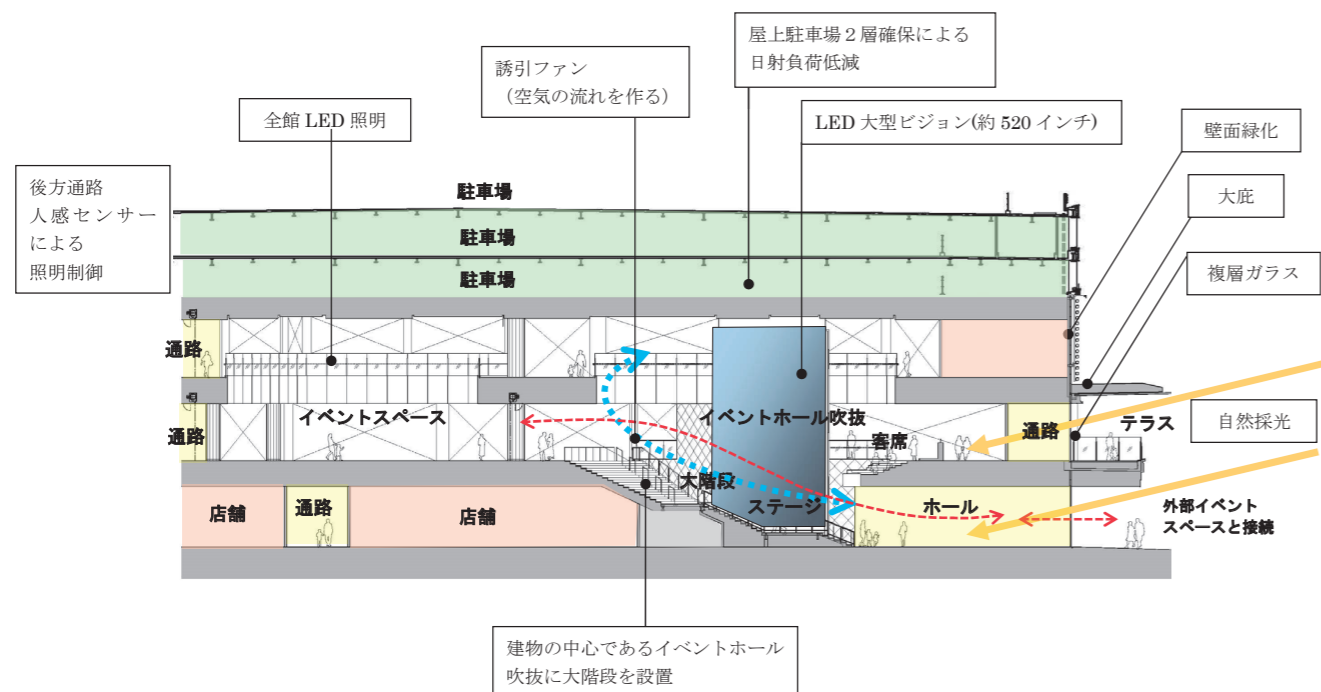 屋上駐車場２層確保による
日射負荷低減
誘引ファン
（空気の流れを作る）
全館 LED 照明
LED 大型ビジョン(約 520 インチ)
壁面緑化
後方通路
人感センサー
による
照明制御
大庇
複層ガラス
駐車場
駐車場
駐車場
通路
イベントスペース
イベントホール吹抜
通路
客席
通路
テラス
自然採光
大階段
店舗
通路
店舗
ステージ
ホール
外部イベント
スペースと接続
建物の中心であるイベントホール
吹抜に大階段を設置